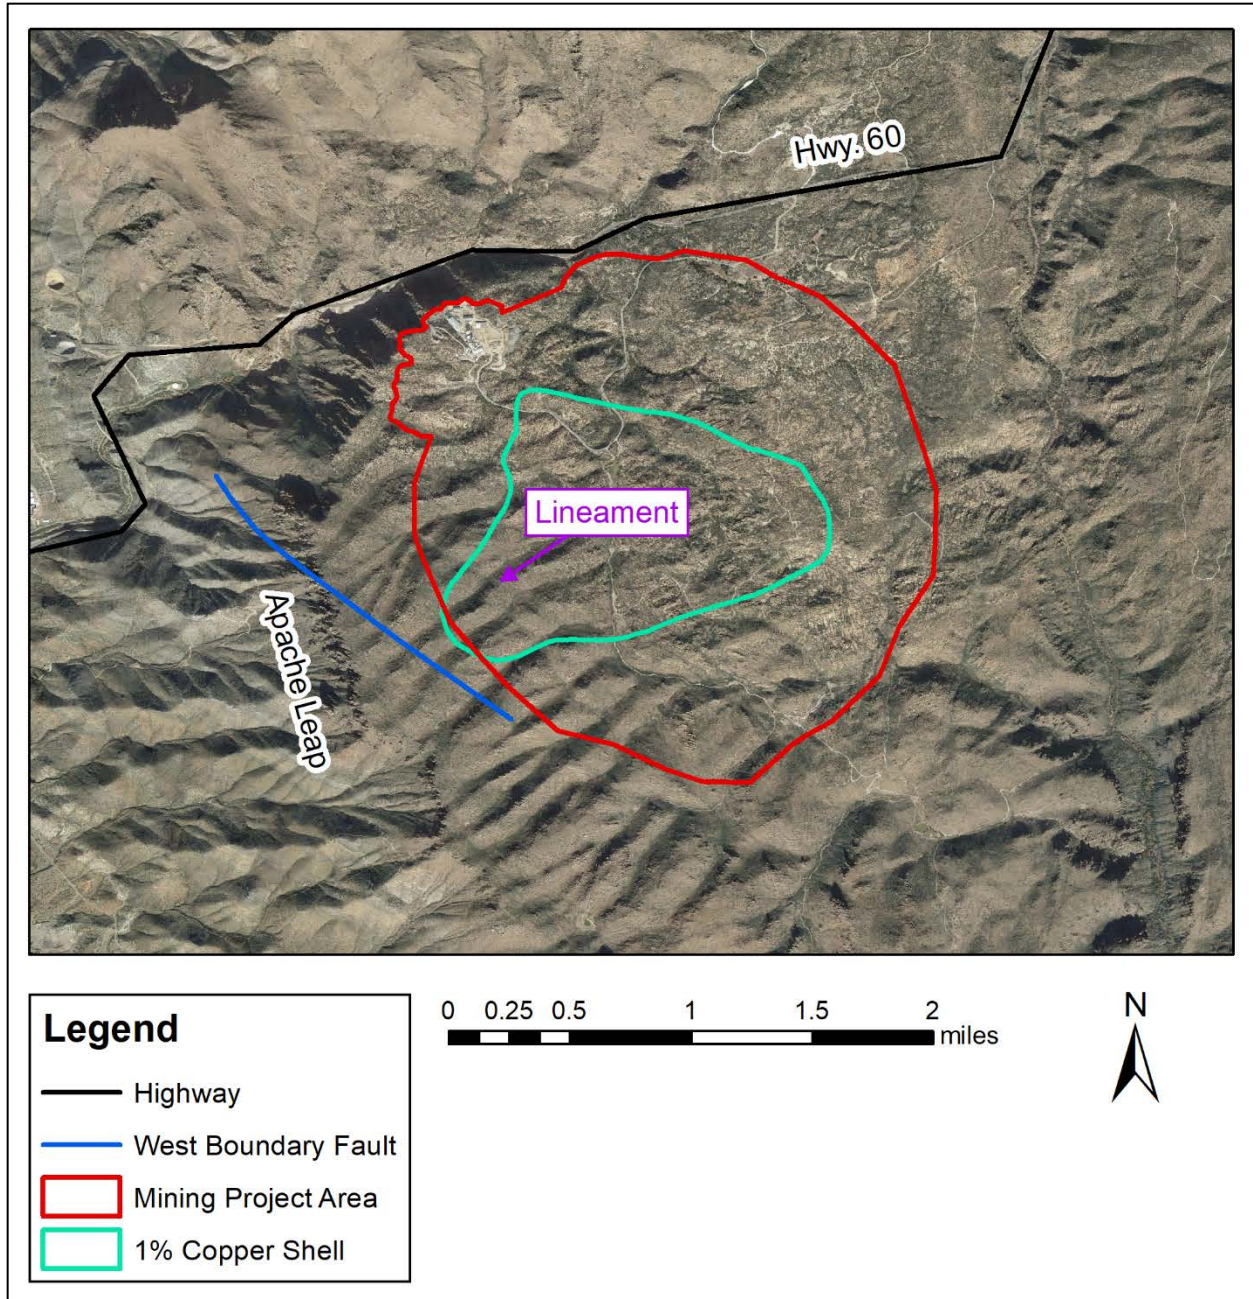 Hwy. 60
Lineament
Apache Leap
Legend
Highway
West Boundary Fault
Mining Project Area
1% Copper Shell
0 0.25 0.5 1 1.5 2
miles
N